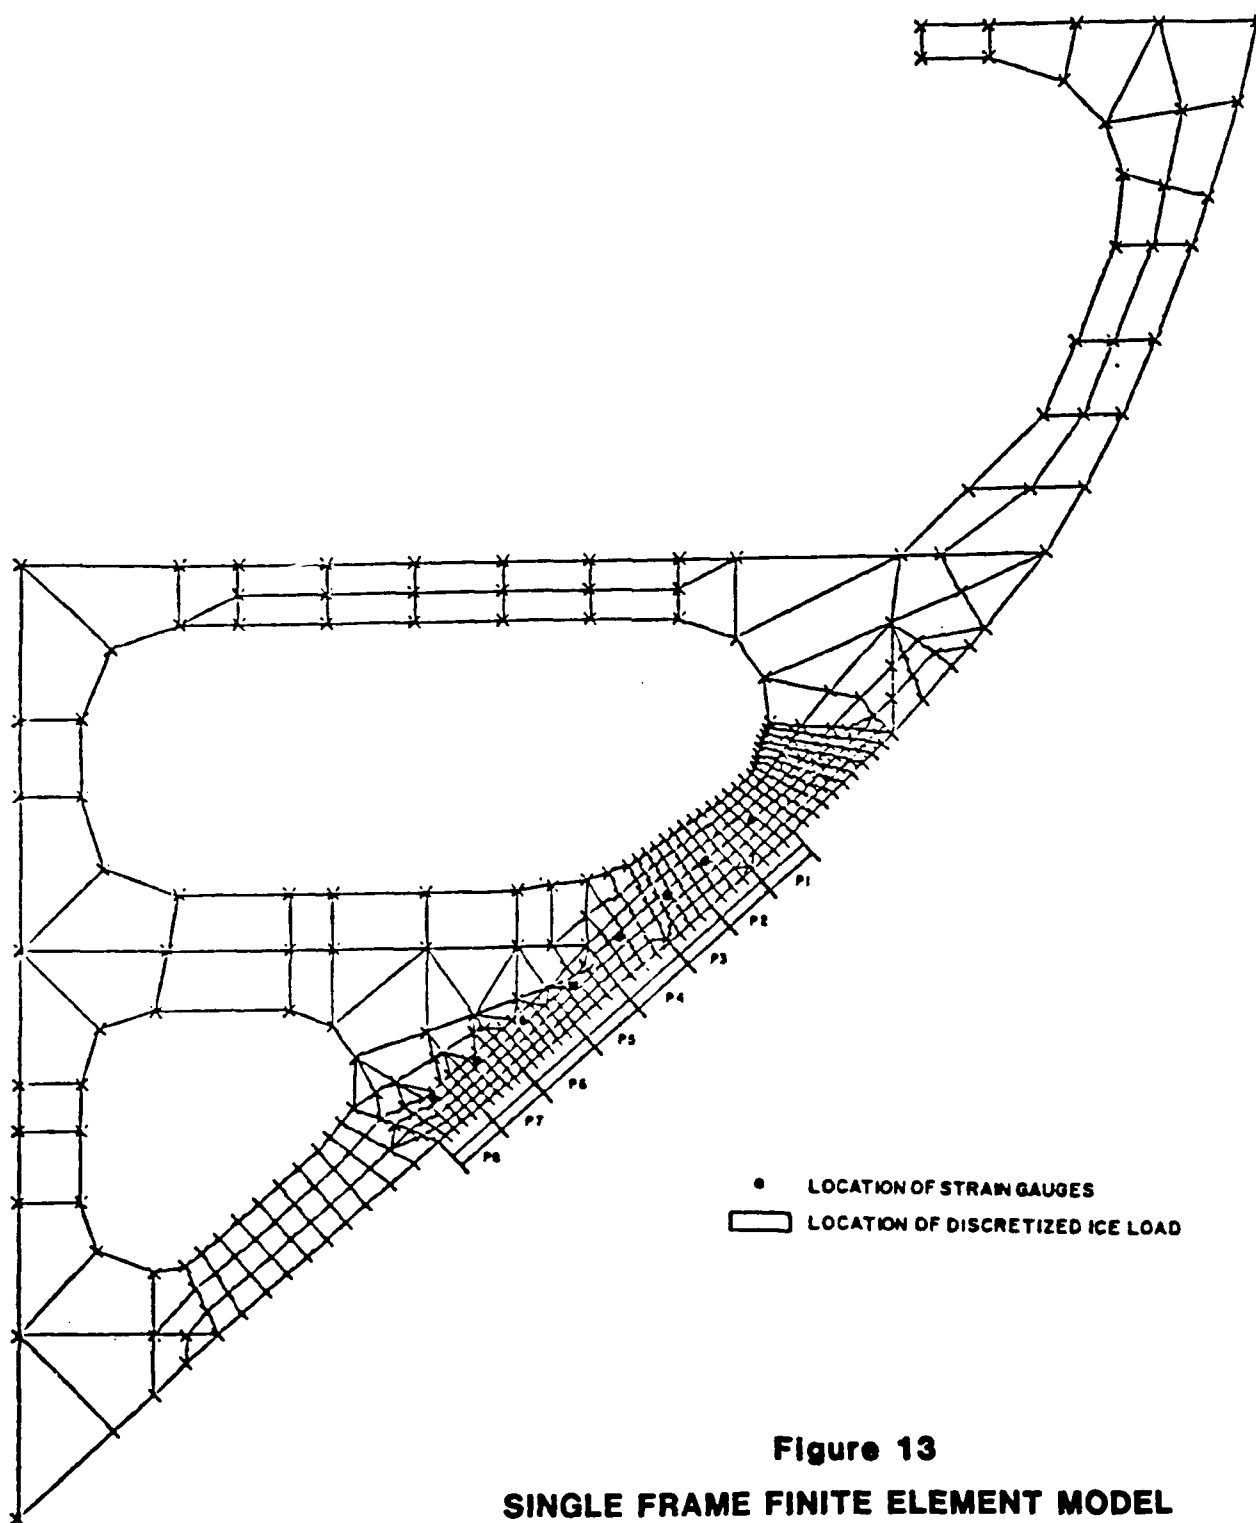 P1
P2
P3
P4
P5
P6
P7
P8
LOCATION OF STRAIN GAUGES
LOCATION OF DISCRETIZED ICE LOAD
Figure 13
SINGLE FRAME FINITE ELEMENT MODEL